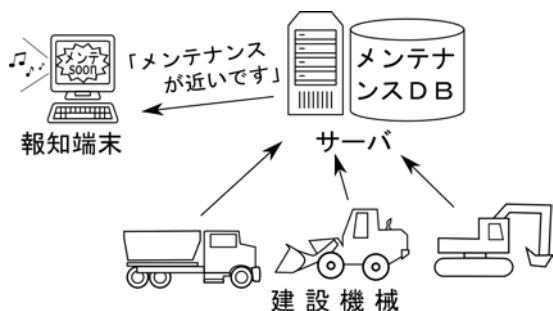 メンテ
soon
「メンテナンス
が近いです」
メンテナ
ンスＤＢ
報知端末
サーバ
建設機械